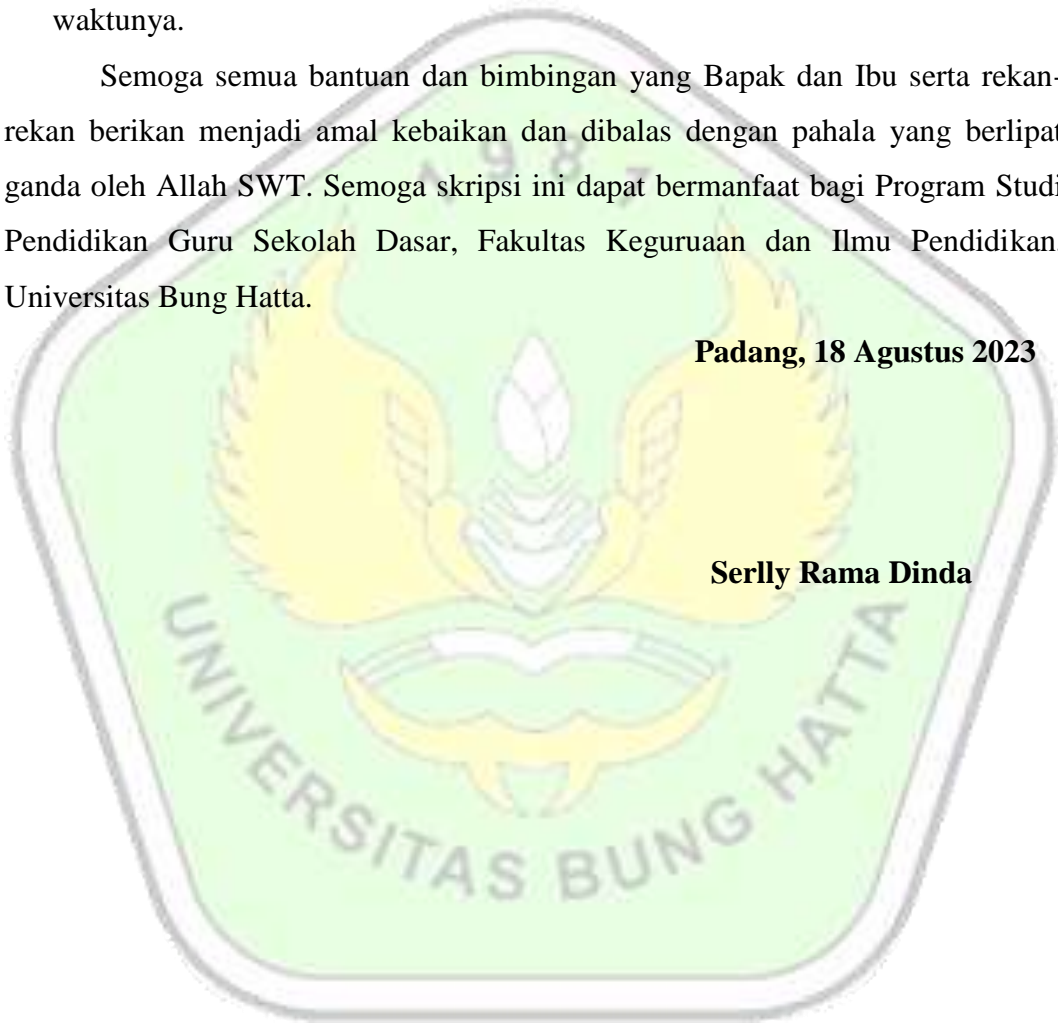 waktunya.
Semoga semua bantuan dan bimbingan yang Bapak dan Ibu serta rekan-
rekan berikan menjadi amal kebaikan dan dibalas dengan pahala yang berlipat
ganda oleh Allah SWT. Semoga skripsi ini dapat bermanfaat bagi Program Studi
Pendidikan Guru Sekolah Dasar, Fakultas Keguruaan dan Ilmu Pendidikan,
Universitas Bung Hatta.
Padang, 18 Agustus 2023
Serlly Rama Dinda
1981
UNIVERSITAS BUNG HATTA